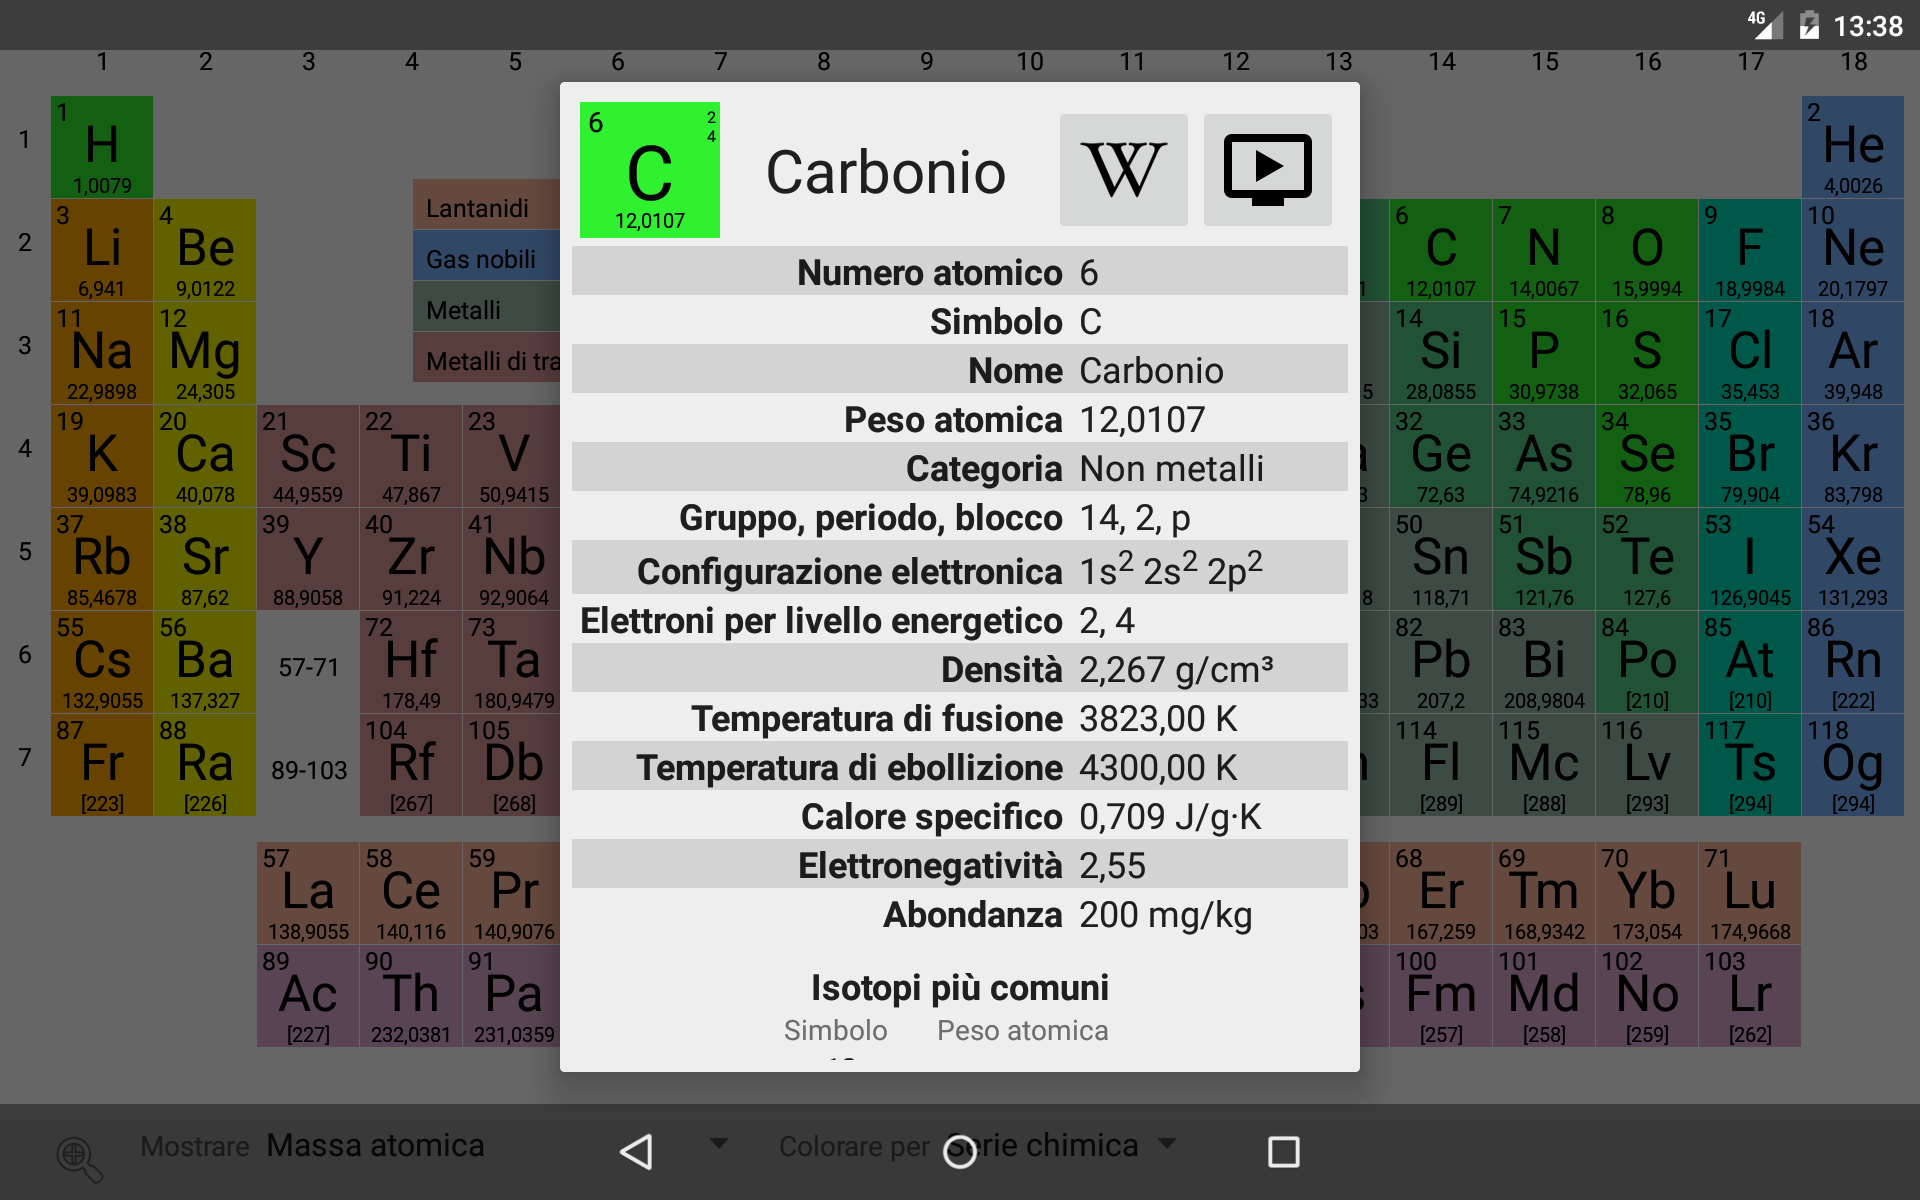 4G 13:38
1 2 3 4 5 6 7 8 9 10 11 12 13 14 15 16 17 18
1
1 H 1,0079
2 He 4,0026
2
3 Li 6,941
4 Be 9,0122
6 C 12,0107
7 N 14,0067
8 O 15,9994
9 F 18,9984
10 Ne 20,1797
3
11 Na 22,9898
12 Mg 24,305
14 Si 28,0855
15 P 30,9738
16 S 32,065
17 Cl 35,453
18 Ar 39,948
4
19 K 39,0983
20 Ca 40,078
21 Sc 44,9559
22 Ti 47,867
23 V 50,9415
32 Ge 72,63
33 As 74,9216
34 Se 78,96
35 Br 79,904
36 Kr 83,798
5
37 Rb 85,4678
38 Sr 87,62
39 Y 88,9058
40 Zr 91,224
41 Nb 92,9064
50 Sn 118,71
51 Sb 121,76
52 Te 127,6
53 I 126,9045
54 Xe 131,293
6
55 Cs 132,9055
56 Ba 137,327
57-71
72 Hf 178,49
73 Ta 180,9479
82 Pb 207,2
83 Bi 208,9804
84 Po [210]
85 At [210]
86 Rn [222]
7
87 Fr [223]
88 Ra [226]
89-103
104 Rf [267]
105 Db [268]
114 Fl [289]
115 Mc [288]
116 Lv [293]
117 Ts [294]
118 Og [294]
57 La 138,9055
58 Ce 140,116
59 Pr 140,9076
68 Er 167,259
69 Tm 168,9342
70 Yb 173,054
71 Lu 174,9668
89 Ac [227]
90 Th 232,0381
91 Pa 231,0359
100 Fm [257]
101 Md [258]
102 No [259]
103 Lr [262]
Lantanidi
Gas nobili
Metalli
Metalli di tra
6 2
4
C
12,0107
Carbonio
W
Numero atomico 6
Simbolo C
Nome Carbonio
Peso atomica 12,0107
Categoria Non metalli
Gruppo, periodo, blocco 14, 2, p
Configurazione elettronica 1s² 2s² 2p²
Elettroni per livello energetico 2, 4
Densità 2,267 g/cm³
Temperatura di fusione 3823,00 K
Temperatura di ebollizione 4300,00 K
Calore specifico 0,709 J/g·K
Elettronegatività 2,55
Abondanza 200 mg/kg
Isotopi più comuni
Simbolo Peso atomica
Mostrare Massa atomica Colorare per Serie chimica